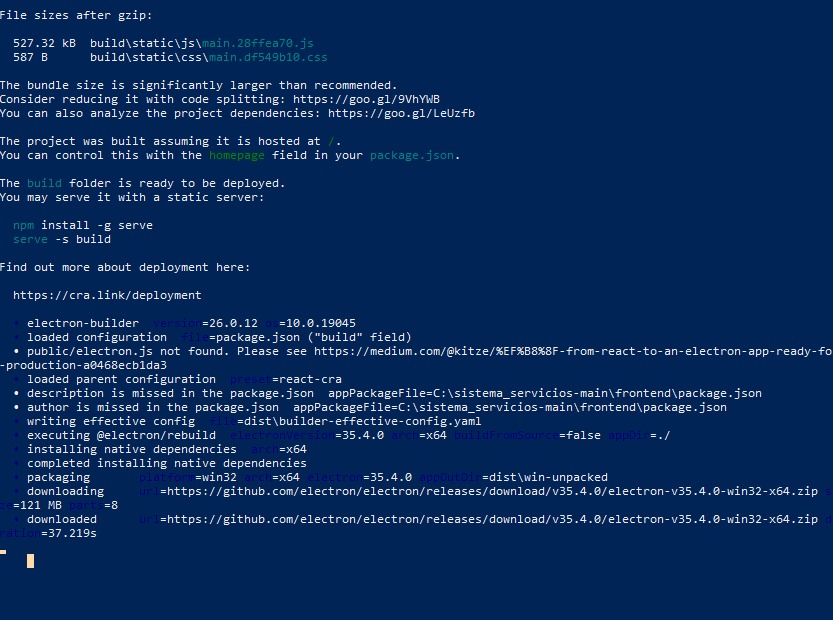 File sizes after gzip:
527.32 kB  build\static\js\main.28ffea70.js
587 B      build\static\css\main.df549b10.css
The bundle size is significantly larger than recommended.
Consider reducing it with code splitting: https://goo.gl/9VhYWB
You can also analyze the project dependencies: https://goo.gl/LeUzfb
The project was built assuming it is hosted at /.
You can control this with the homepage field in your package.json.
The build folder is ready to be deployed.
You may serve it with a static server:
npm install -g serve
serve -s build
Find out more about deployment here:
https://cra.link/deployment
• electron-builder  version=26.0.12 os=10.0.19045
• loaded configuration  file=package.json ("build" field)
• public/electron.js not found. Please see https://medium.com/@kitze/%EF%B8%8F-from-react-to-an-electron-app-ready-fo
-production-a0468ecb1da3
• loaded parent configuration  preset=react-cra
• description is missed in the package.json  appPackageFile=C:\sistema_servicios-main\frontend\package.json
• author is missed in the package.json  appPackageFile=C:\sistema_servicios-main\frontend\package.json
• writing effective config  file=dist\builder-effective-config.yaml
• executing @electron/rebuild  electronVersion=35.4.0 arch=x64 buildFromSource=false appDir=./
• installing native dependencies  arch=x64
• completed installing native dependencies
• packaging       platform=win32 arch=x64 electron=35.4.0 appOutDir=dist\win-unpacked
• downloading     url=https://github.com/electron/electron/releases/download/v35.4.0/electron-v35.4.0-win32-x64.zip s
ze=121 MB parts=8
• downloaded      url=https://github.com/electron/electron/releases/download/v35.4.0/electron-v35.4.0-win32-x64.zip d
ration=37.219s